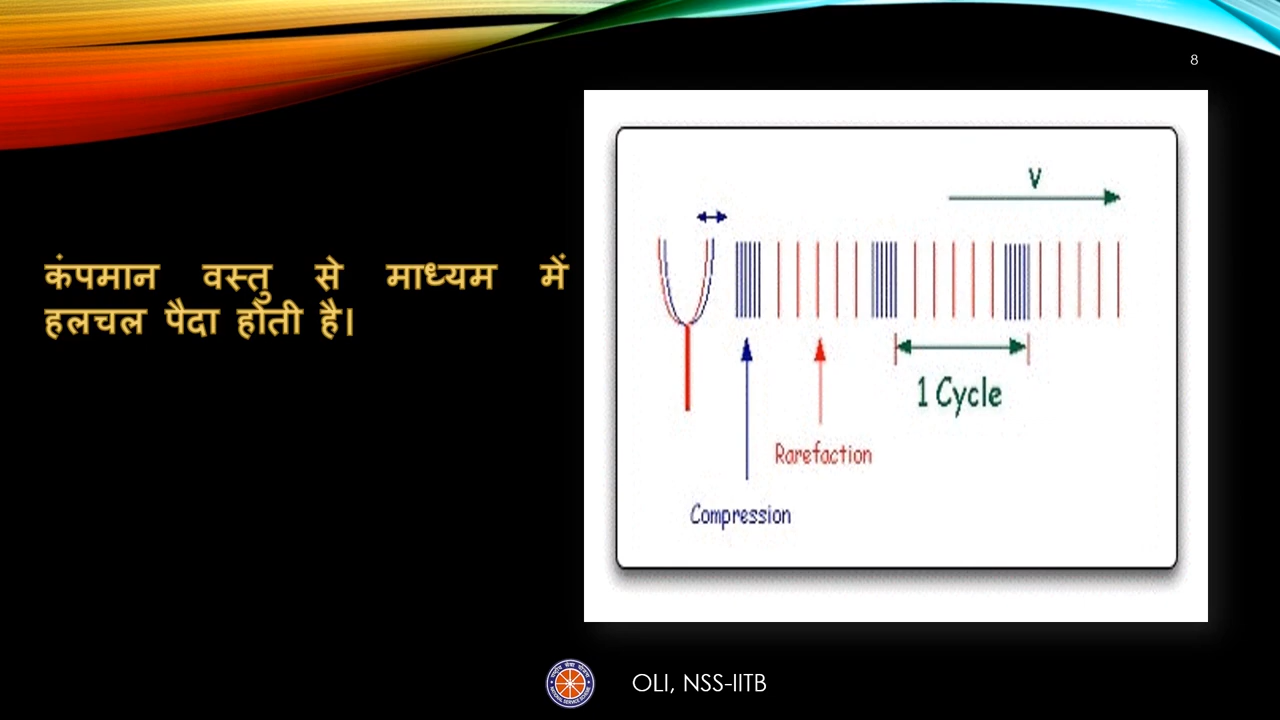 8
कंपमान वस्तु से माध्यम में
हलचल पैदा होती है।
V
1 Cycle
Rarefaction
Compression
OLI, NSS-IITB